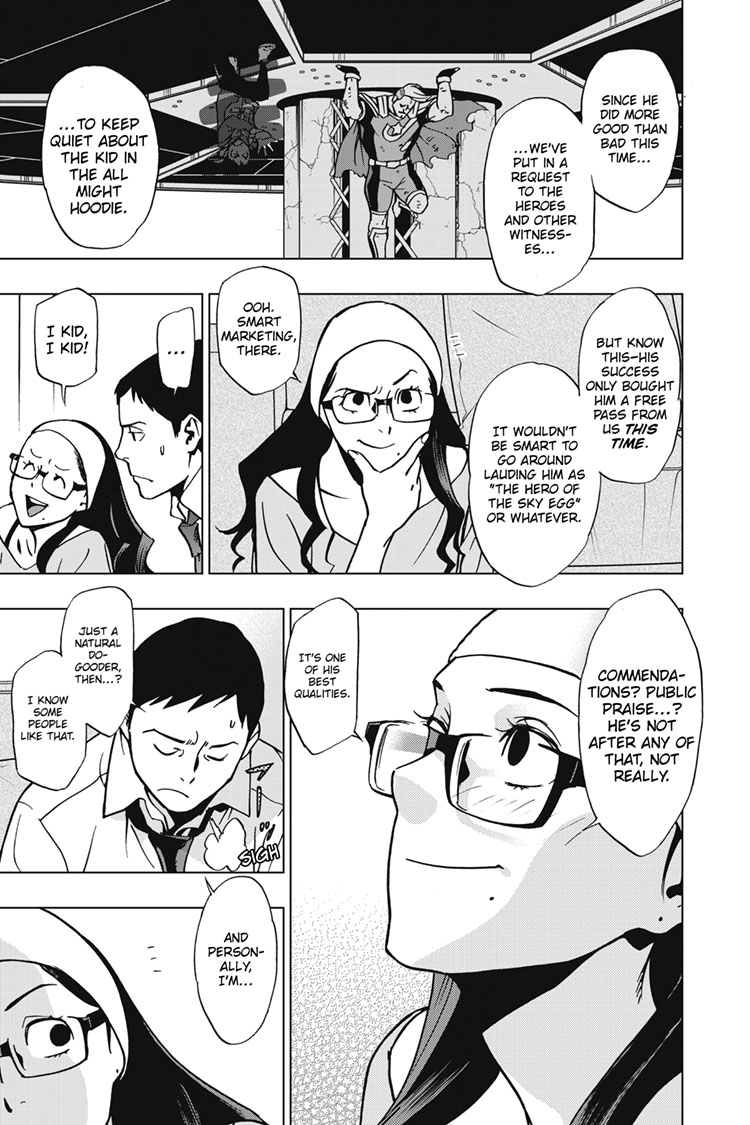 SINCE HE
DID MORE
GOOD THAN
BAD THIS
TIME...
...WE'VE
PUT IN A
REQUEST
TO THE
HEROES
AND OTHER
WITNESS-
ES...
...TO KEEP
QUIET ABOUT
THE KID IN
THE ALL
MIGHT
HOODIE.
BUT KNOW
THIS–HIS
SUCCESS
ONLY BOUGHT
HIM A FREE
PASS FROM
US THIS
TIME.
IT WOULDN'T
BE SMART TO
GO AROUND
LAUDING HIM AS
"THE HERO OF
THE SKY EGG"
OR WHATEVER.
OOH.
SMART
MARKETING,
THERE.
...
I KID,
I KID!
COMMENDA-
TIONS? PUBLIC
PRAISE...?
HE'S NOT
AFTER ANY OF
THAT, NOT
REALLY.
IT'S ONE
OF HIS
BEST
QUALITIES.
JUST A
NATURAL
DO-
GOODER,
THEN...?
I KNOW
SOME
PEOPLE
LIKE THAT.
SIGH
AND
PERSON-
ALLY,
I'M...